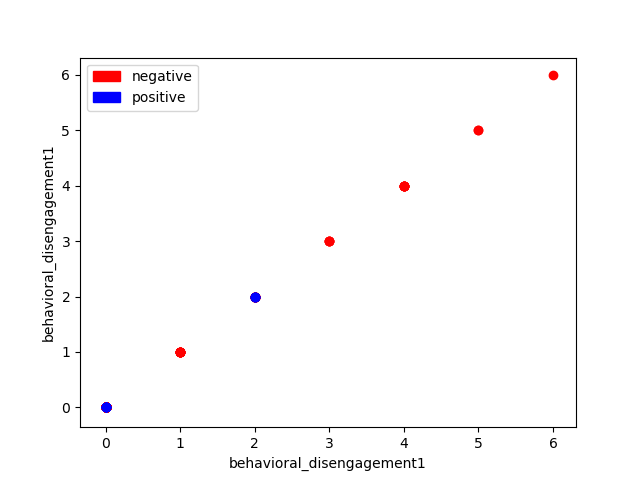 negative
positive
behavioral_disengagement1
6
5
4
3
2
1
0
0 1 2 3 4 5 6
behavioral_disengagement1